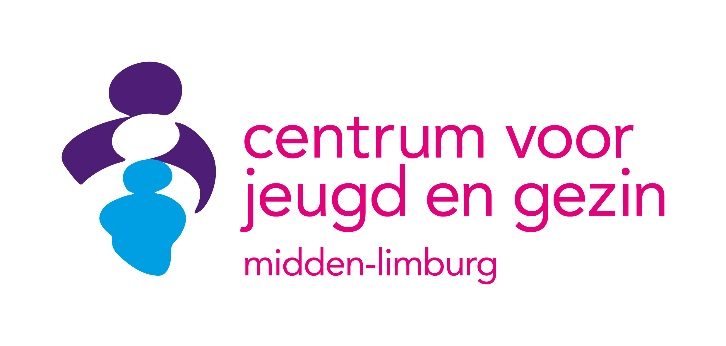 centrum voor
jeugd en gezin
midden-limburg